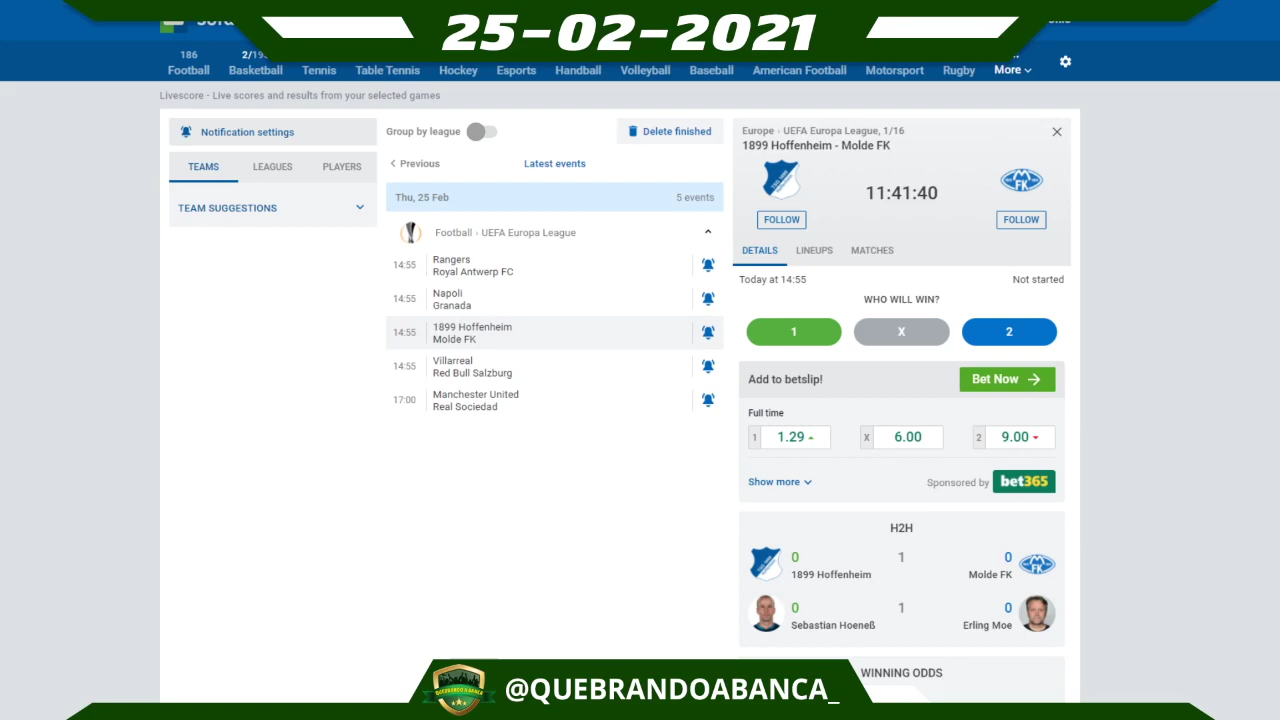 25-02-2021
186
Football
Basketball
Tennis
Table Tennis
Hockey
Esports
Handball
Volleyball
Baseball
American Football
Motorsport
Rugby
More
Livescore - Live scores and results from your selected games
Notification settings
TEAMS
LEAGUES
PLAYERS
TEAM SUGGESTIONS
Group by league
Delete finished
Previous
Latest events
Thu, 25 Feb
5 events
Football › UEFA Europa League
14:55
Rangers
Royal Antwerp FC
14:55
Napoli
Granada
14:55
1899 Hoffenheim
Molde FK
14:55
Villarreal
Red Bull Salzburg
17:00
Manchester United
Real Sociedad
Europe › UEFA Europa League, 1/16
1899 Hoffenheim - Molde FK
11:41:40
FOLLOW
FOLLOW
DETAILS
LINEUPS
MATCHES
Today at 14:55
Not started
WHO WILL WIN?
1
X
2
Add to betslip!
Bet Now
Full time
1 1.29
X 6.00
2 9.00
Show more
Sponsored by bet365
H2H
0 1 0
1899 Hoffenheim
Molde FK
0 1 0
Sebastian Hoeneß
Erling Moe
WINNING ODDS
QUEBRANDO A BANCA
@QUEBRANDOABANCA_